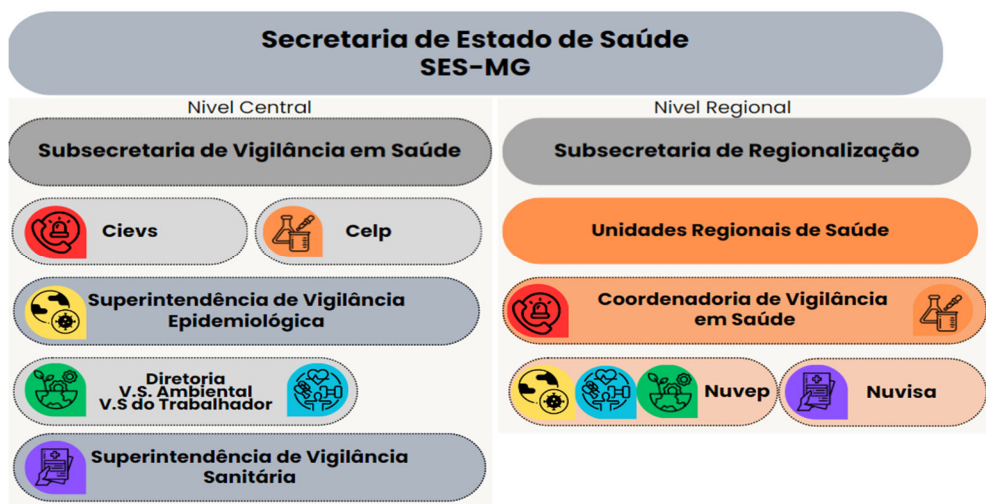 Secretaria de Estado de Saúde
SES-MG
Nivel Central
Subsecretaria de Vigilância em Saúde
Cievs
Celp
Superintendência de Vigilância
Epidemiológica
Diretoria
V.S. Ambiental
V.S do Trabalhador
Superintendência de Vigilância
Sanitária
Nivel Regional
Subsecretaria de Regionalização
Unidades Regionais de Saúde
Coordenadoria de Vigilância
em Saúde
Nuvep
Nuvisa